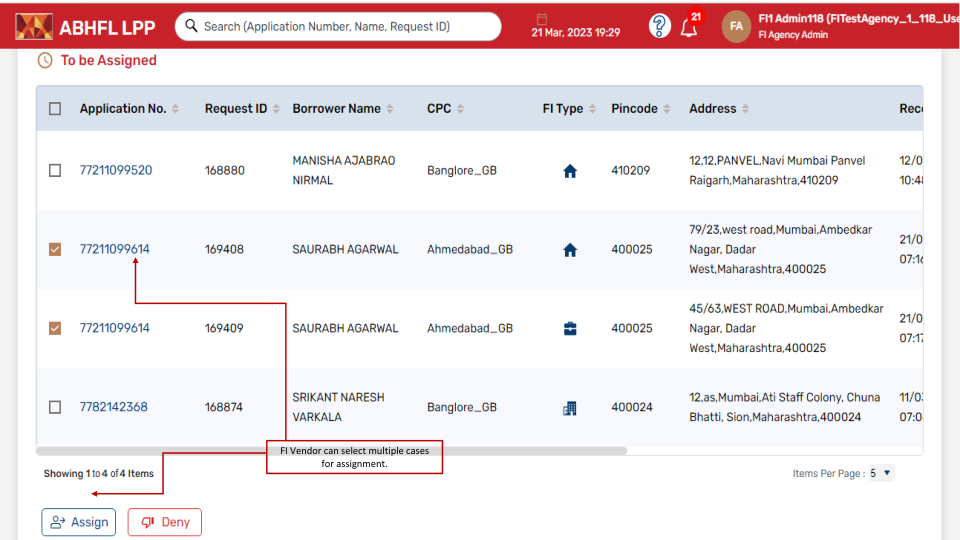 ABHFL LPP
Search (Application Number, Name, Request ID)
21 Mar, 2023 19:29
21
FA
FI1 Admin118 (FITestAgency_1_118_Use
FI Agency Admin
To be Assigned
Application No. Request ID Borrower Name CPC FI Type Pincode Address Rece
77211099520 168880 MANISHA AJABRAO NIRMAL Banglore_GB 410209 12,12,PANVEL,Navi Mumbai Panvel 12/0
Raigarh,Maharashtra,410209 10:48
77211099614 169408 SAURABH AGARWAL Ahmedabad_GB 400025 79/23,west road,Mumbai,Ambedkar 21/0
Nagar, Dadar 07:16
West,Maharashtra,400025
77211099614 169409 SAURABH AGARWAL Ahmedabad_GB 400025 45/63,WEST ROAD,Mumbai,Ambedkar 21/0
Nagar, Dadar 07:17
West,Maharashtra,400025
7782142368 168874 SRIKANT NARESH VARKALA Banglore_GB 400024 12,as,Mumbai,Ati Staff Colony, Chuna 11/0
Bhatti, Sion,Maharashtra,400024 07:0
FI Vendor can select multiple cases
for assignment.
Showing 1 to 4 of 4 Items
Items Per Page : 5
Assign
Deny